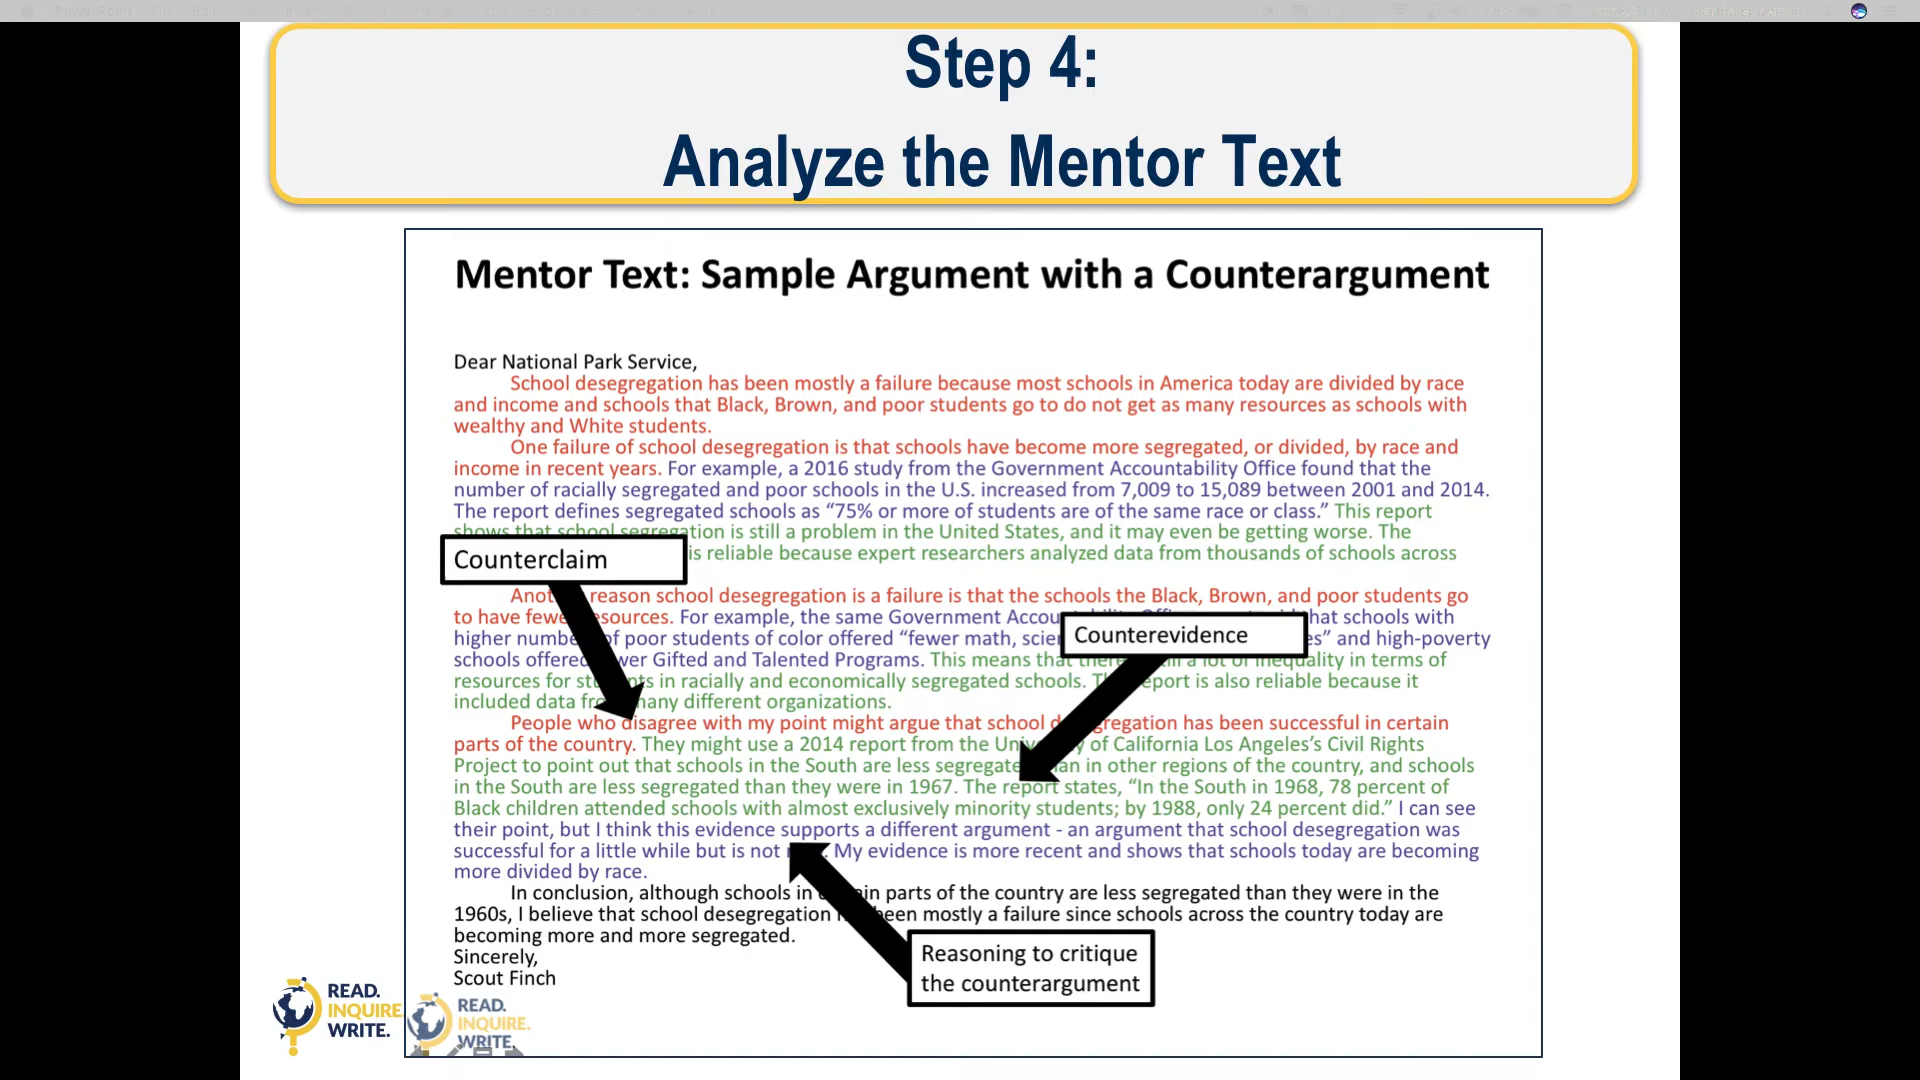 Step 4:
Analyze the Mentor Text
Mentor Text: Sample Argument with a Counterargument
Dear National Park Service,
School desegregation has been mostly a failure because most schools in America today are divided by race
and income and schools that Black, Brown, and poor students go to do not get as many resources as schools with
wealthy and White students.
One failure of school desegregation is that schools have become more segregated, or divided, by race and
income in recent years. For example, a 2016 study from the Government Accountability Office found that the
number of racially segregated and poor schools in the U.S. increased from 7,009 to 15,089 between 2001 and 2014.
The report defines segregated schools as “75% or more of students are of the same race or class.” This report
shows that school segregation is still a problem in the United States, and it may even be getting worse. The
Counterclaim
is reliable because expert researchers analyzed data from thousands of schools across
reason school desegregation is a failure is that the schools the Black, Brown, and poor students go
to have For example, the same Government that schools with
Counterevidence
higher of poor students of color offered “fewer math, and high-poverty
schools Gifted and Talented Programs. This means that a lot of inequality in terms of
resources for in racially and economically segregated schools. is also reliable because it
included data many different organizations.
People who disagree with my point might argue that school has been successful in certain
parts of the country. They might use a 2014 report from the of California Los Angeles’s Civil Rights
Project to point out that schools in the South are less in other regions of the country, and schools
in the South are less segregated than they were in 1967. The report states, “In the South in 1968, 78 percent of
Black children attended schools with almost exclusively minority students; by 1988, only 24 percent did.” I can see
their point, but I think this evidence supports a different argument - an argument that school desegregation was
successful for a little while but is not My evidence is more recent and shows that schools today are becoming
more divided by race.
In conclusion, although schools in parts of the country are less segregated than they were in the
1960s, I believe that school desegregation been mostly a failure since schools across the country today are
becoming more and more segregated.
Sincerely,
Scout Finch
Reasoning to critique
the counterargument
READ.
INQUIRE.
WRITE.
READ.
INQUIRE.
WRITE.